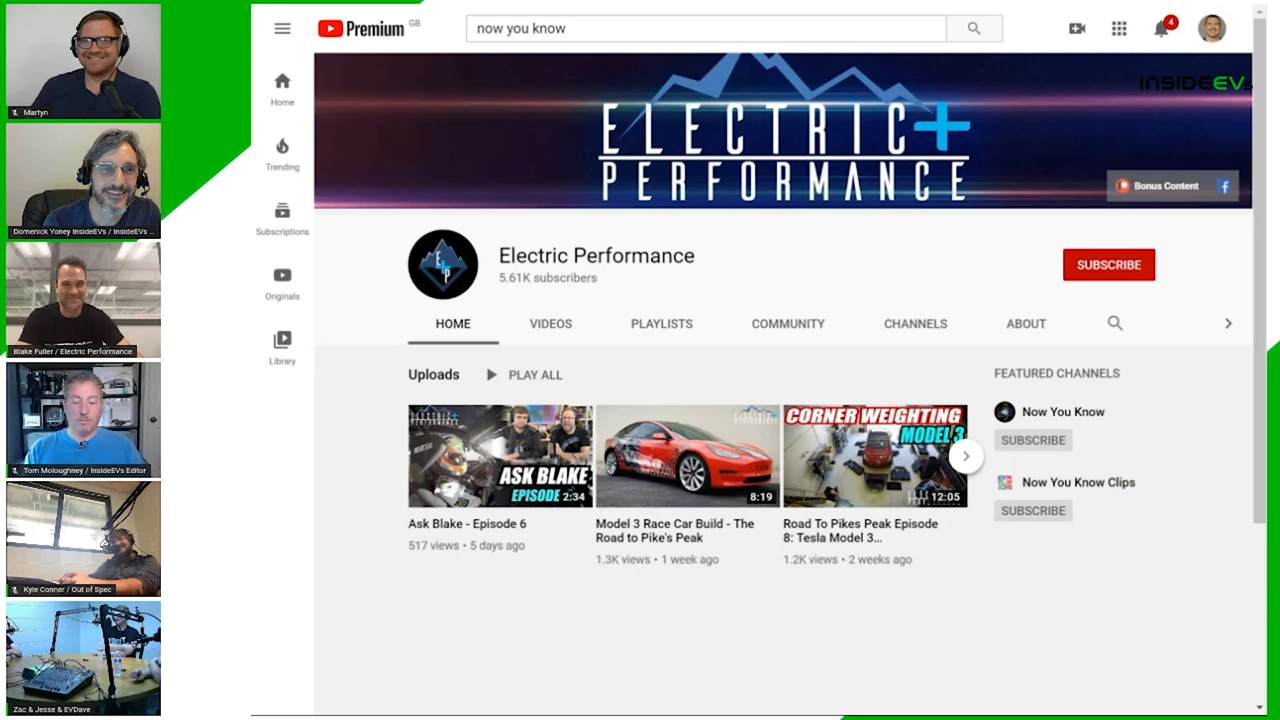 Martyn
Domenick Yoney InsideEVs / InsideEVs ...
Blake Fuller / Electric Performance
Tom Moloughney / InsideEVs Editor
Kyle Conner / Out of Spec
Zac & Jesse & EVDave
Premium GB
now you know
4
Home
Trending
Subscriptions
Originals
Library
INSIDEEVs
ELECTRIC+
PERFORMANCE
Bonus Content
Electric Performance
5.61K subscribers
SUBSCRIBE
HOME VIDEOS PLAYLISTS COMMUNITY CHANNELS ABOUT
Uploads PLAY ALL
ELECTRIC+
PERFORMANCE
ASK BLAKE
EPISODE 2:34
Ask Blake - Episode 6
517 views • 5 days ago
ELECTRIC+
PERFORMANCE
8:19
Model 3 Race Car Build - The
Road to Pike's Peak
1.3K views • 1 week ago
CORNER WEIGHTING
MODEL 3
12:05
Road To Pikes Peak Episode
8: Tesla Model 3...
1.2K views • 2 weeks ago
FEATURED CHANNELS
Now You Know
SUBSCRIBE
Now You Know Clips
SUBSCRIBE